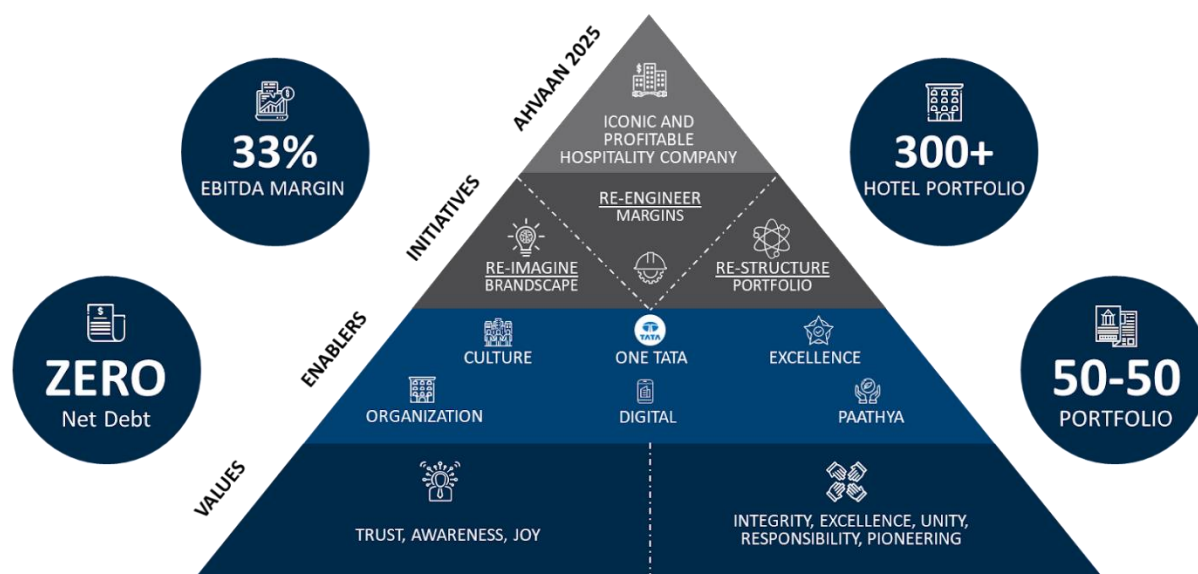 AHVAAN 2025
ICONIC AND
PROFITABLE
HOSPITALITY COMPANY
33%
EBITDA MARGIN
300+
HOTEL PORTFOLIO
INITIATIVES
RE-ENGINEER
MARGINS
RE-IMAGINE
BRANDSCAPE
RE-STRUCTURE
PORTFOLIO
ZERO
Net Debt
50-50
PORTFOLIO
ENABLERS
CULTURE
TATA
ONE TATA
EXCELLENCE
ORGANIZATION
DIGITAL
PAATHYA
VALUES
TRUST, AWARENESS, JOY
INTEGRITY, EXCELLENCE, UNITY,
RESPONSIBILITY, PIONEERING